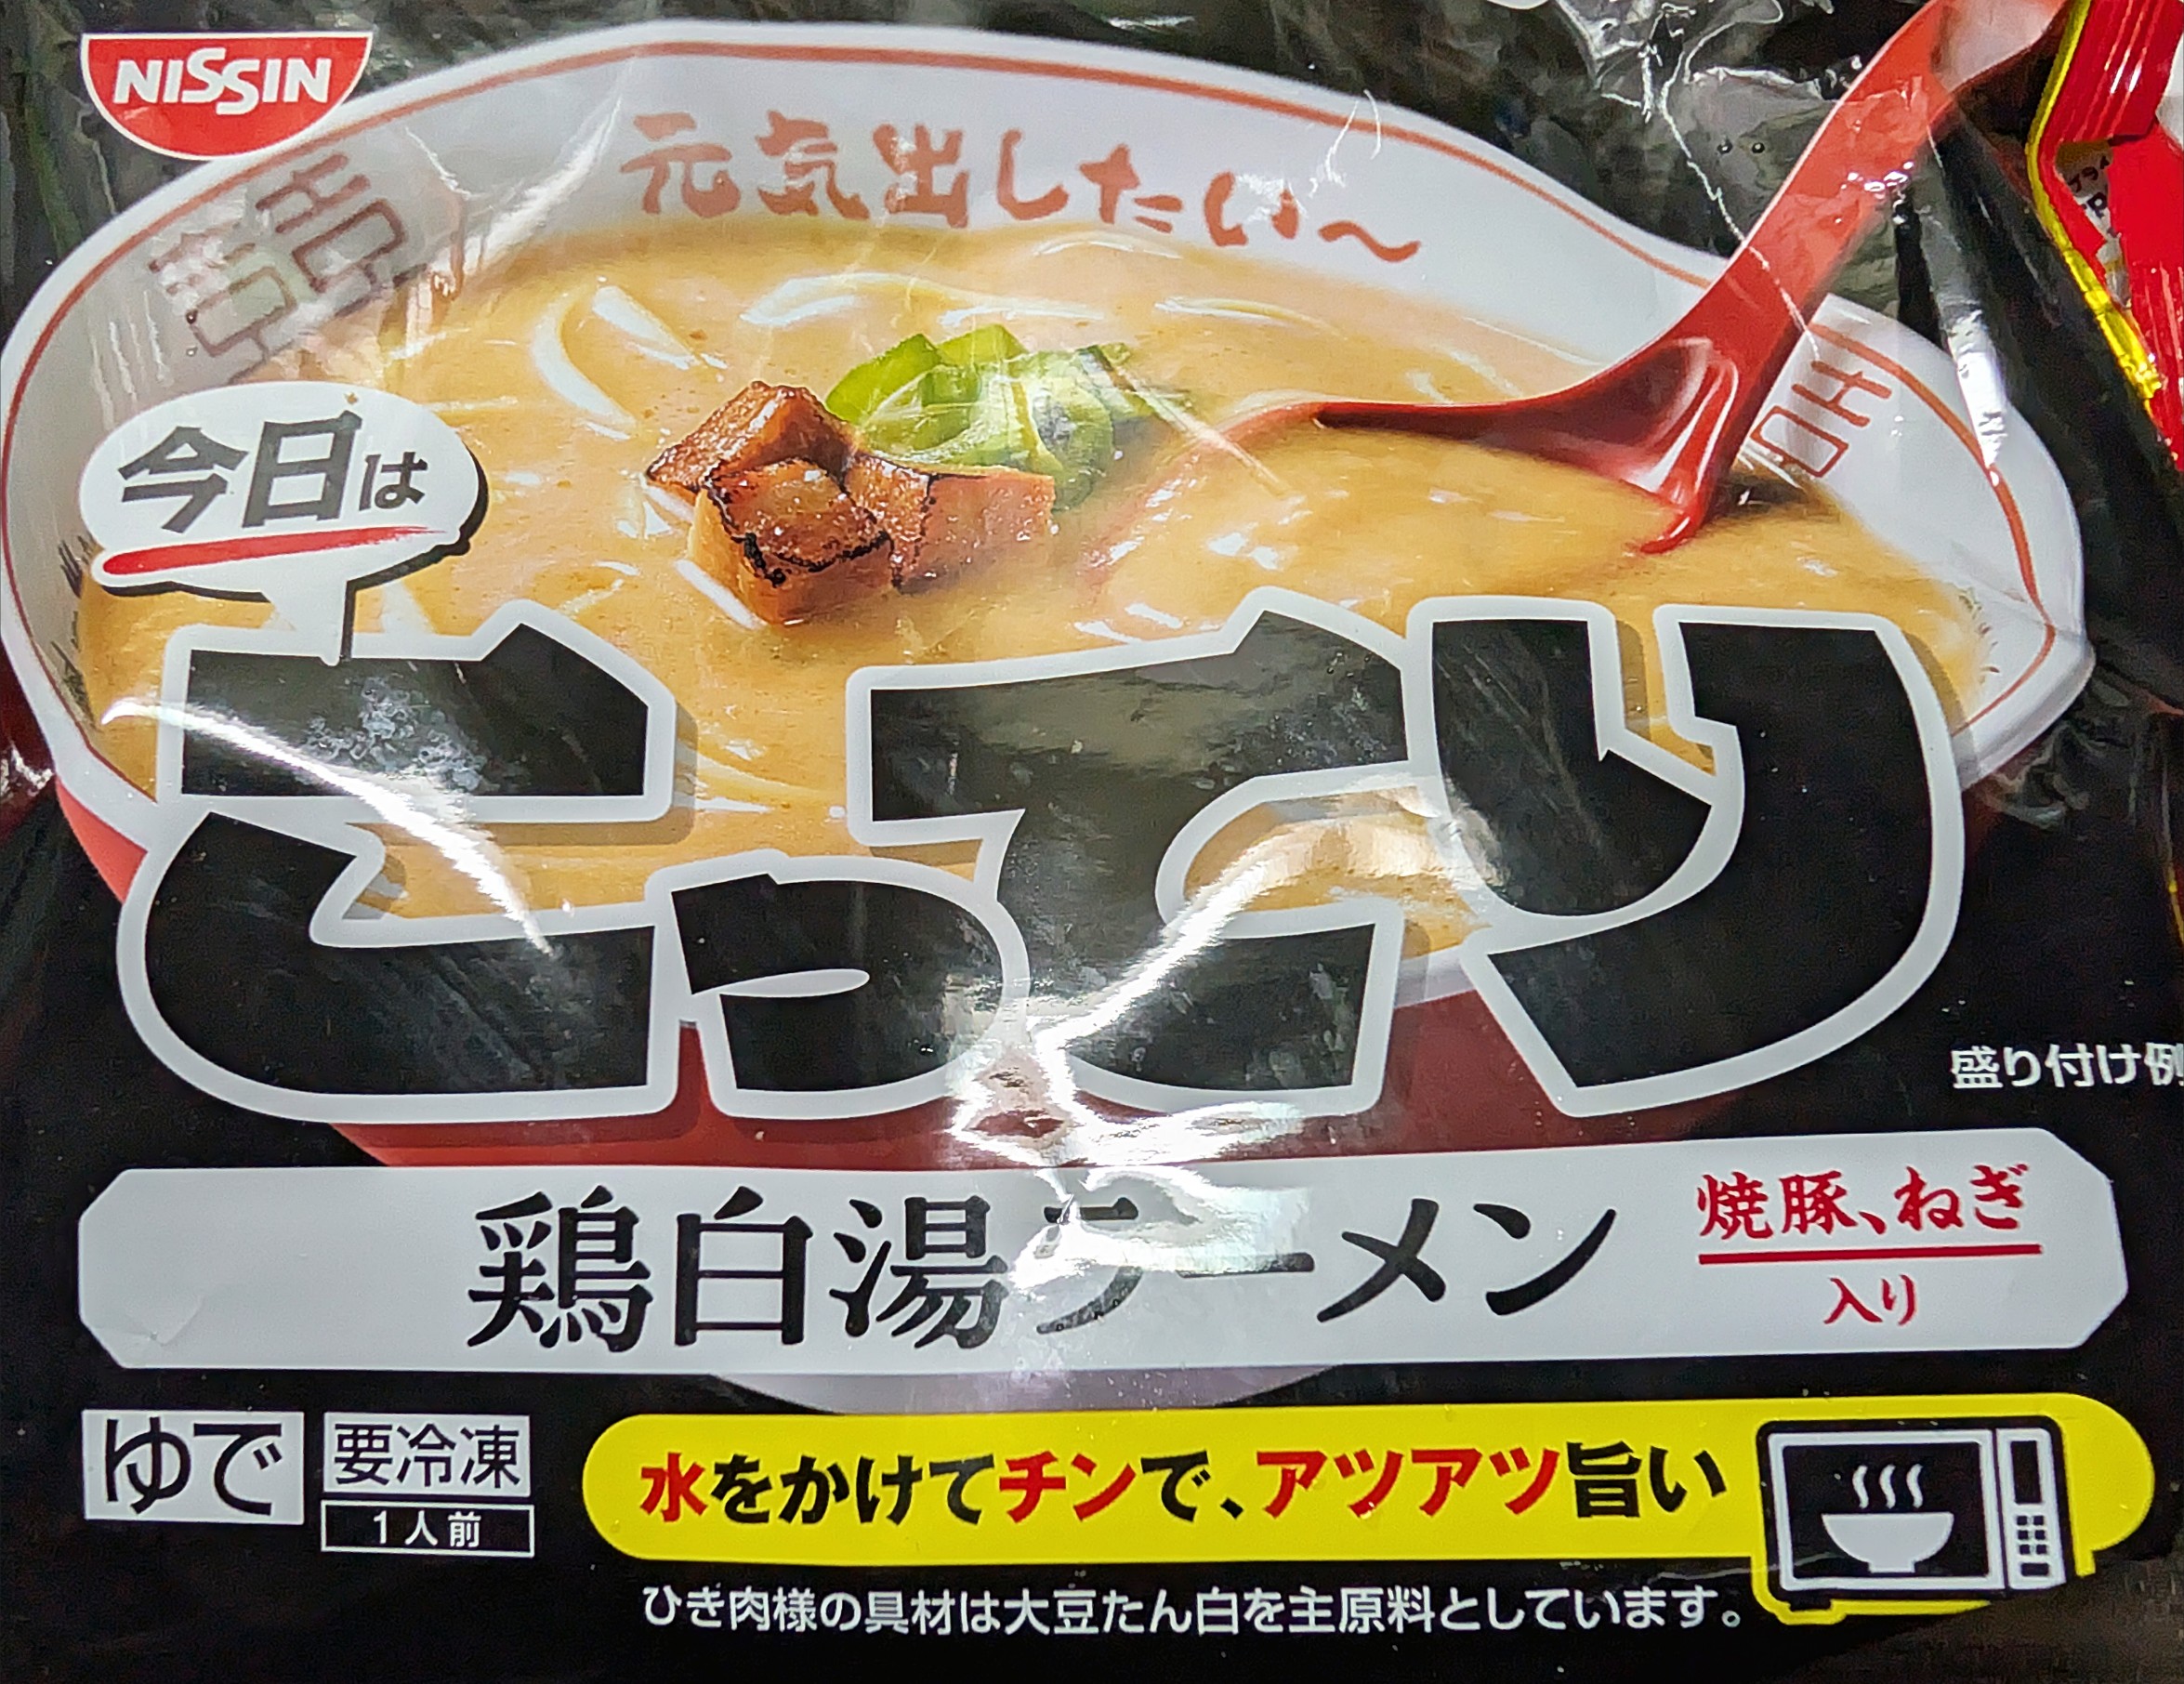 NISSIN
元気出したい〜
今日は
こってり
盛り付け例
鶏白湯ラーメン
焼豚、ねぎ
入り
ゆで
要冷凍
1人前
水をかけてチンで、アツアツ旨い
ひき肉様の具材は大豆たん白を主原料としています。